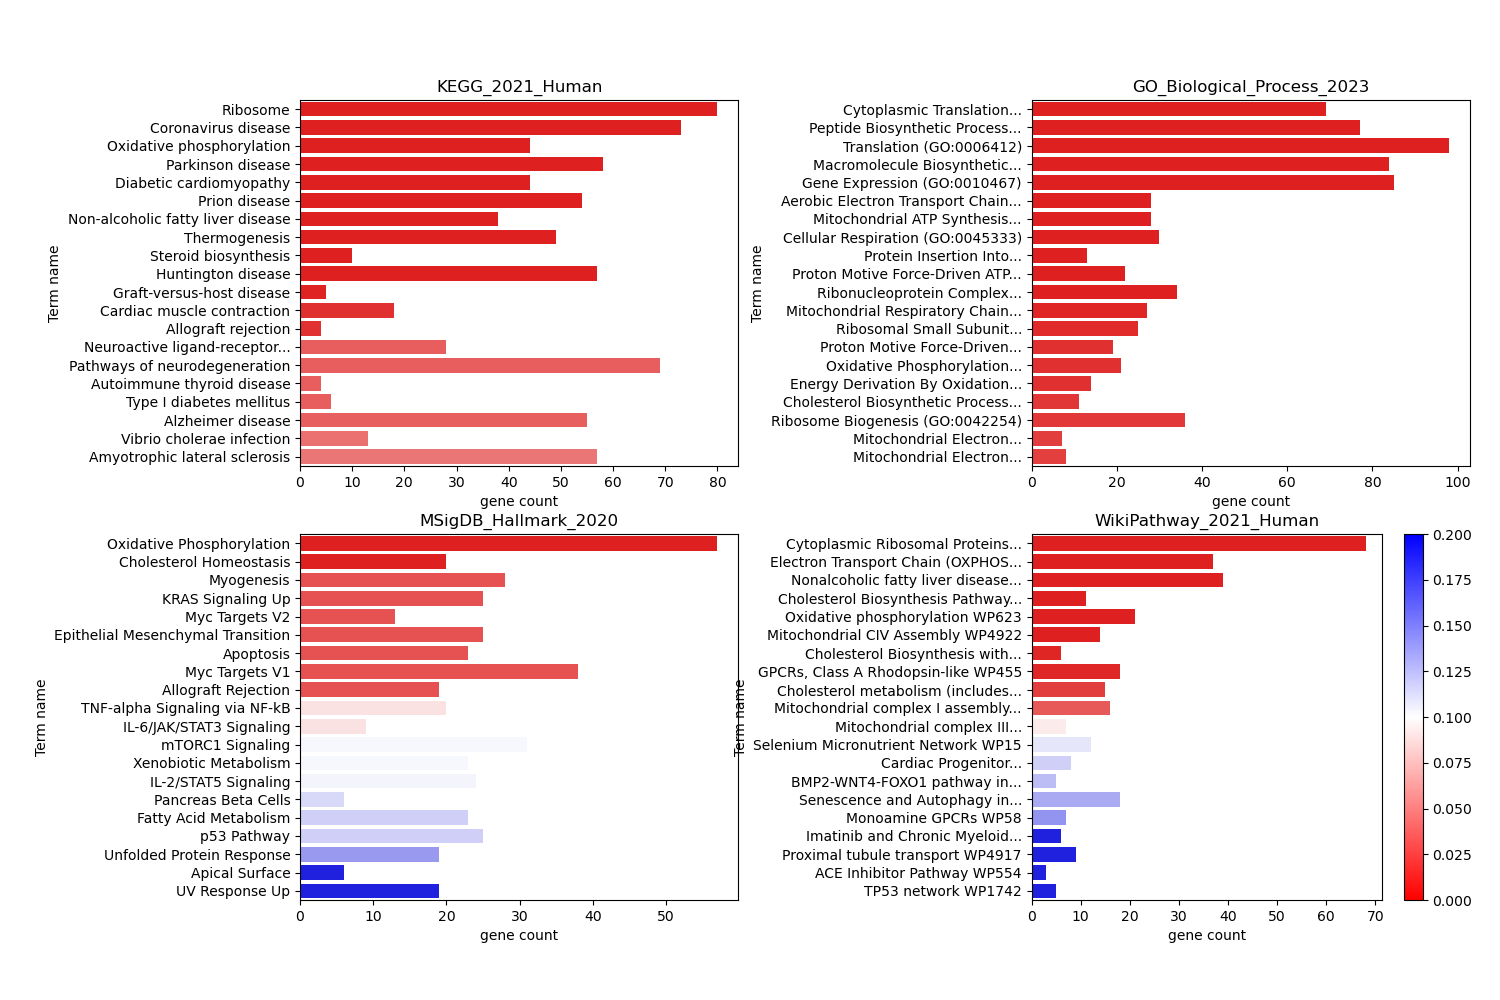 KEGG_2021_Human
Term name
Ribosome
Coronavirus disease
Oxidative phosphorylation
Parkinson disease
Diabetic cardiomyopathy
Prion disease
Non-alcoholic fatty liver disease
Thermogenesis
Steroid biosynthesis
Huntington disease
Graft-versus-host disease
Cardiac muscle contraction
Allograft rejection
Neuroactive ligand-receptor...
Pathways of neurodegeneration
Autoimmune thyroid disease
Type I diabetes mellitus
Alzheimer disease
Vibrio cholerae infection
Amyotrophic lateral sclerosis
0 10 20 30 40 50 60 70 80
gene count
GO_Biological_Process_2023
Term name
Cytoplasmic Translation...
Peptide Biosynthetic Process...
Translation (GO:0006412)
Macromolecule Biosynthetic...
Gene Expression (GO:0010467)
Aerobic Electron Transport Chain...
Mitochondrial ATP Synthesis...
Cellular Respiration (GO:0045333)
Protein Insertion Into...
Proton Motive Force-Driven ATP...
Ribonucleoprotein Complex...
Mitochondrial Respiratory Chain...
Ribosomal Small Subunit...
Proton Motive Force-Driven...
Oxidative Phosphorylation...
Energy Derivation By Oxidation...
Cholesterol Biosynthetic Process...
Ribosome Biogenesis (GO:0042254)
Mitochondrial Electron...
Mitochondrial Electron...
0 20 40 60 80 100
gene count
MSigDB_Hallmark_2020
Term name
Oxidative Phosphorylation
Cholesterol Homeostasis
Myogenesis
KRAS Signaling Up
Myc Targets V2
Epithelial Mesenchymal Transition
Apoptosis
Myc Targets V1
Allograft Rejection
TNF-alpha Signaling via NF-kB
IL-6/JAK/STAT3 Signaling
mTORC1 Signaling
Xenobiotic Metabolism
IL-2/STAT5 Signaling
Pancreas Beta Cells
Fatty Acid Metabolism
p53 Pathway
Unfolded Protein Response
Apical Surface
UV Response Up
0 10 20 30 40 50
gene count
WikiPathway_2021_Human
Term name
Cytoplasmic Ribosomal Proteins...
Electron Transport Chain (OXPHOS...
Nonalcoholic fatty liver disease...
Cholesterol Biosynthesis Pathway...
Oxidative phosphorylation WP623
Mitochondrial CIV Assembly WP4922
Cholesterol Biosynthesis with...
GPCRs, Class A Rhodopsin-like WP455
Cholesterol metabolism (includes...
Mitochondrial complex I assembly...
Mitochondrial complex III...
Selenium Micronutrient Network WP15
Cardiac Progenitor...
BMP2-WNT4-FOXO1 pathway in...
Senescence and Autophagy in...
Monoamine GPCRs WP58
Imatinib and Chronic Myeloid...
Proximal tubule transport WP4917
ACE Inhibitor Pathway WP554
TP53 network WP1742
0 10 20 30 40 50 60 70
gene count
0.200
0.175
0.150
0.125
0.100
0.075
0.050
0.025
0.000